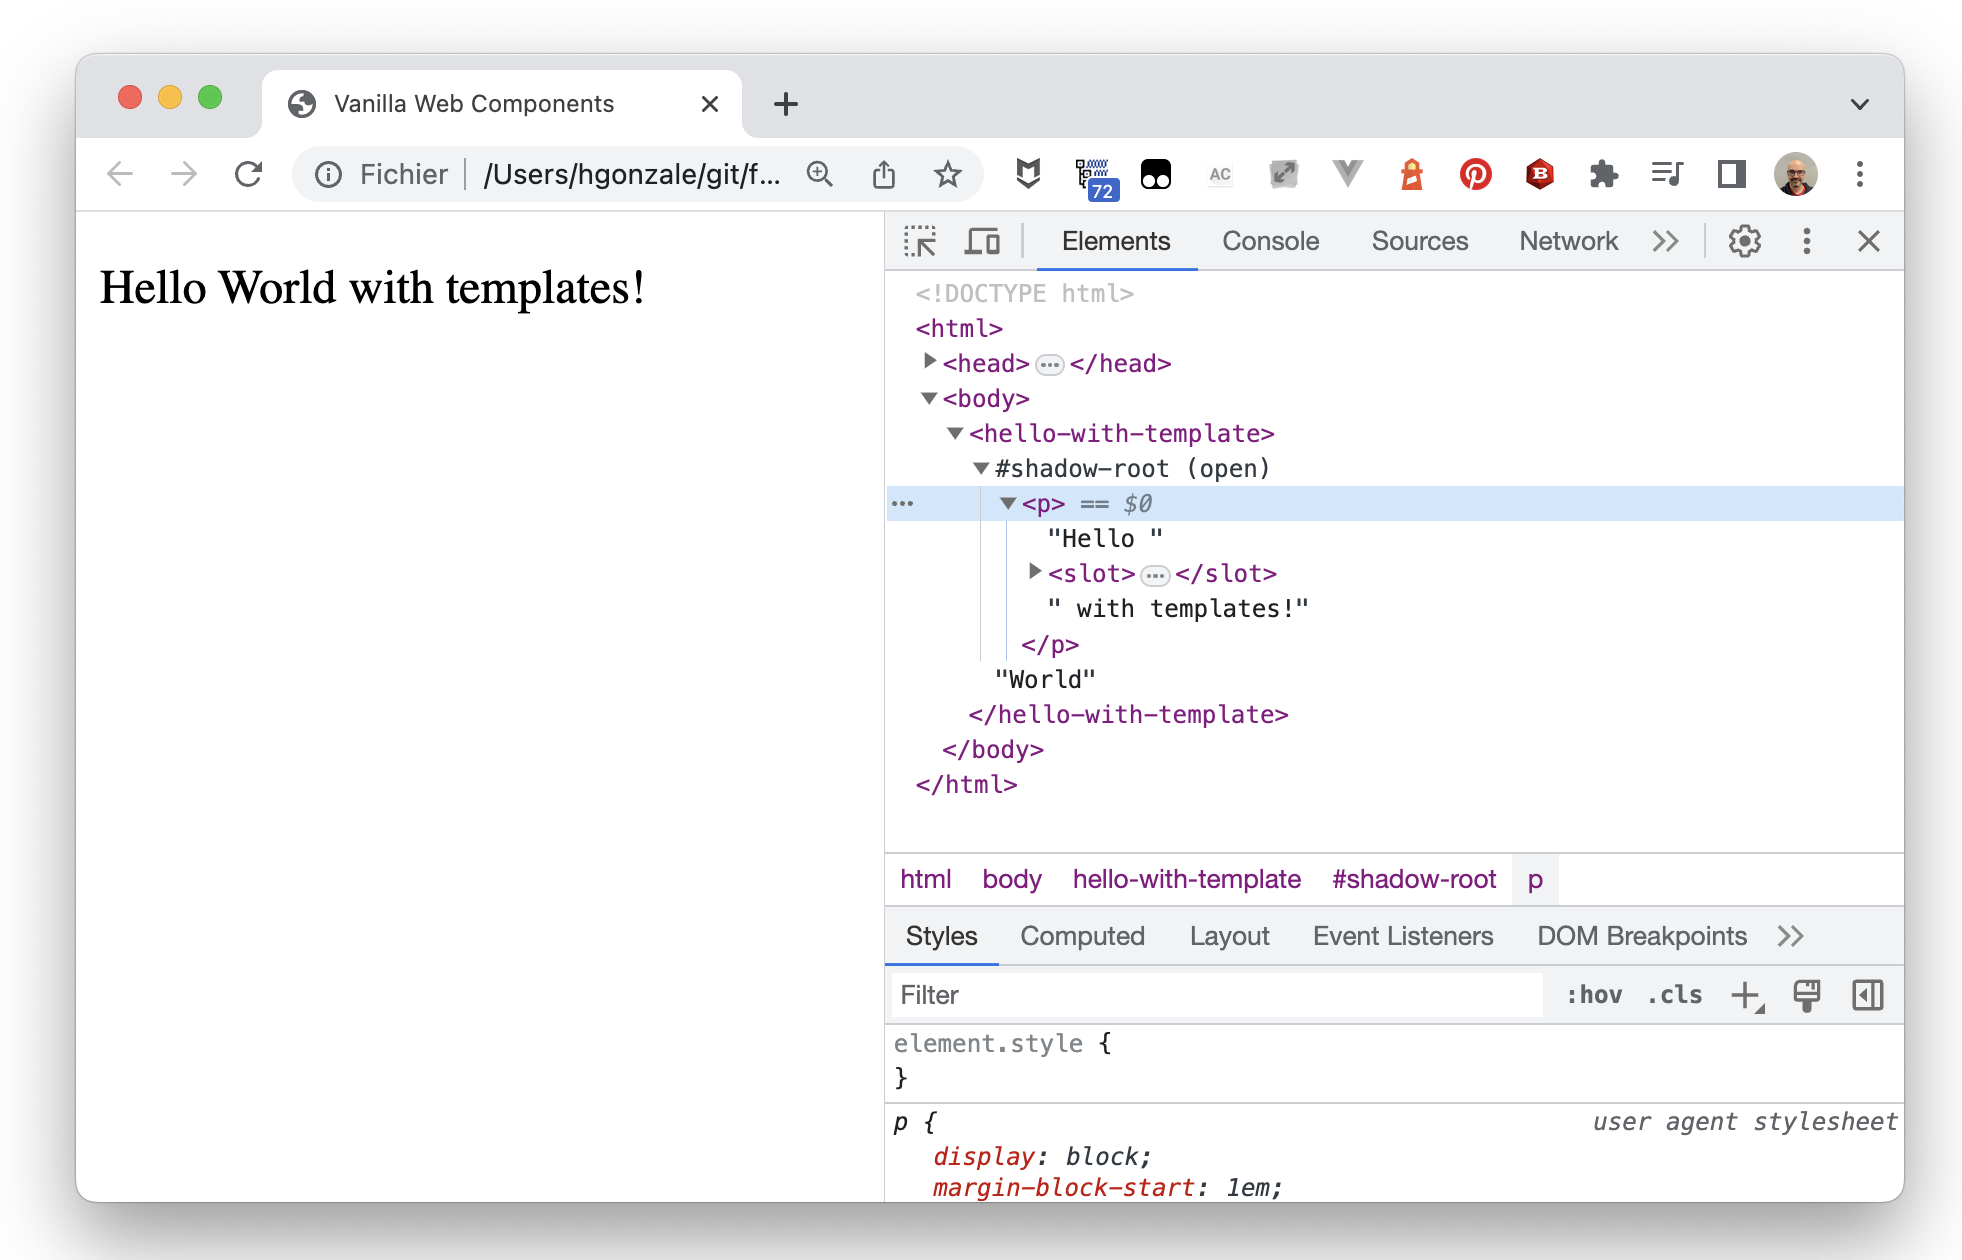 Vanilla Web Components
Fichier /Users/hgonzale/git/f... 72 AC B
Elements Console Sources Network
Hello World with templates!
<!DOCTYPE html>
<html>
<head> ... </head>
<body>
<hello-with-template>
#shadow-root (open)
... <p> == $0
"Hello "
<slot> ... </slot>
" with templates!"
</p>
"World"
</hello-with-template>
</body>
</html>
html body hello-with-template #shadow-root p
Styles Computed Layout Event Listeners DOM Breakpoints
Filter :hov .cls
element.style {
}
p { user agent stylesheet
display: block;
margin-block-start: 1em;